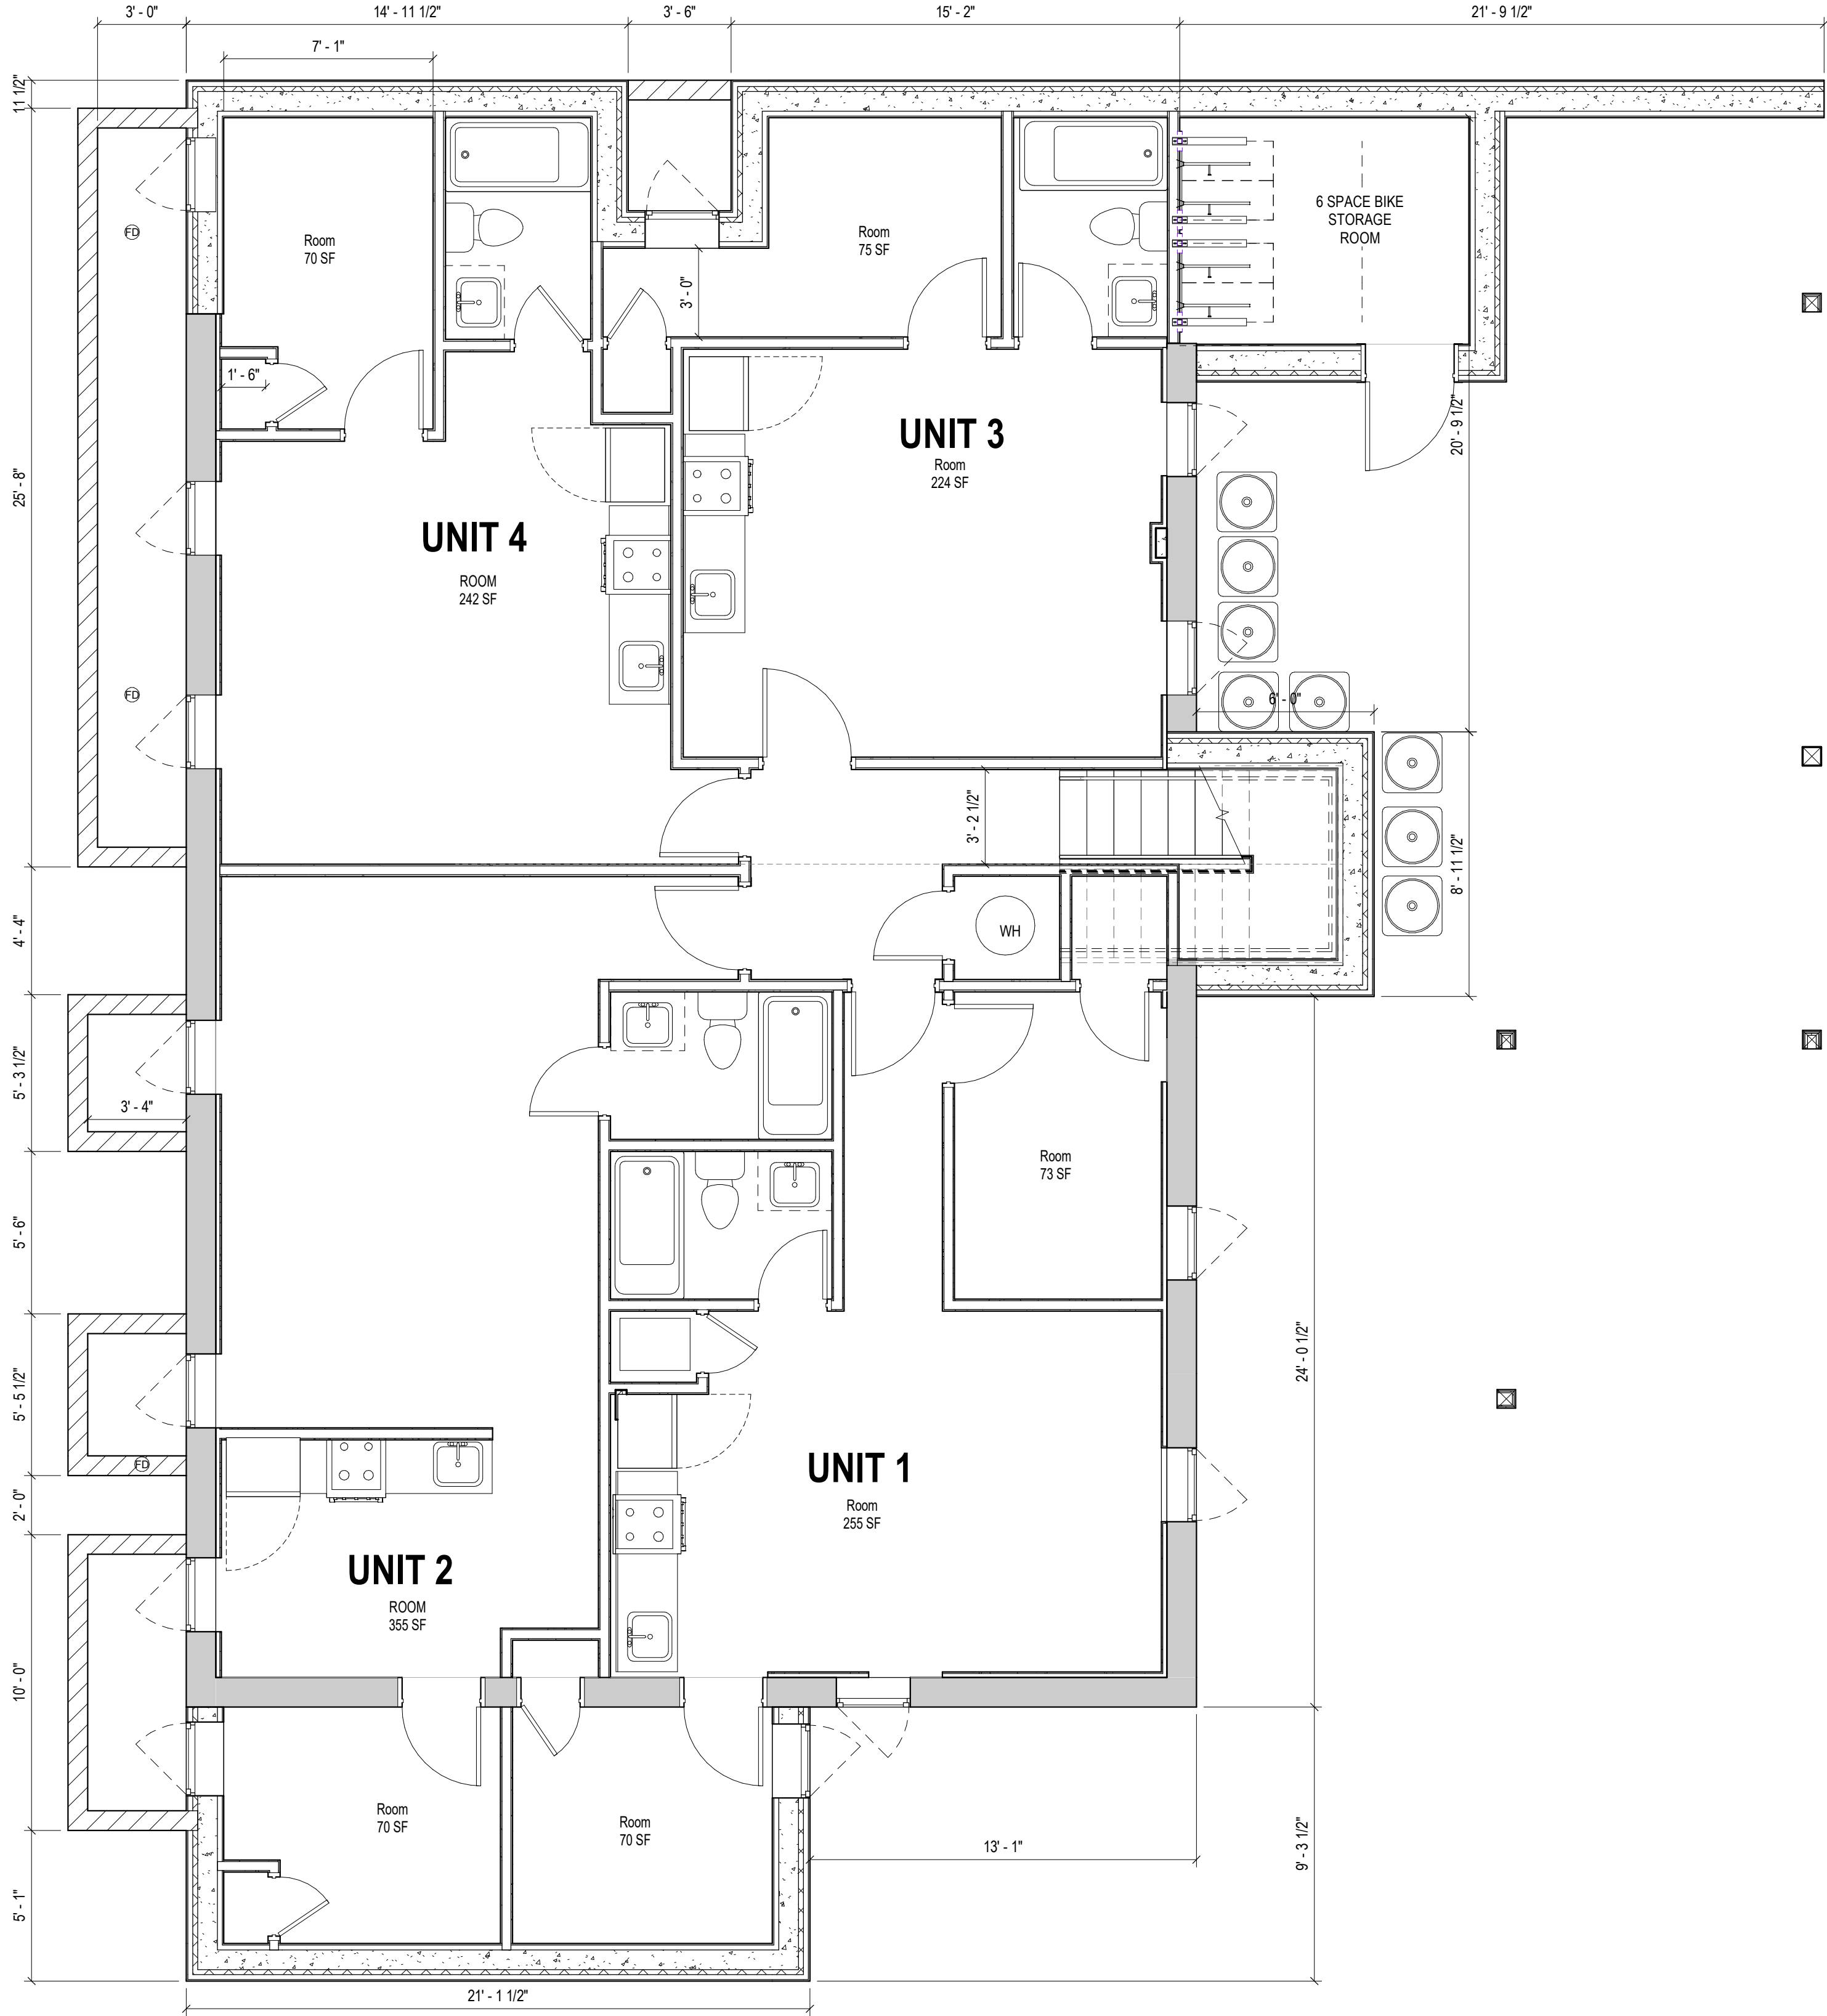 3' - 0"
14' - 11 1/2"
3' - 6"
15' - 2"
21' - 9 1/2"
7' - 1"
11 1/2"
6 SPACE BIKE
STORAGE
ROOM
FD
Room
70 SF
Room
75 SF
3' - 0"
1' - 6"
20' - 9 1/2"
UNIT 3
Room
224 SF
25' - 8"
UNIT 4
ROOM
242 SF
FD
6' - 0"
3' - 2 1/2"
8' - 11 1/2"
4' - 4"
WH
5' - 3 1/2"
3' - 4"
Room
73 SF
5' - 6"
24' - 0 1/2"
5' - 5 1/2"
FD
UNIT 1
Room
255 SF
2' - 0"
UNIT 2
ROOM
355 SF
10' - 0"
Room
70 SF
Room
70 SF
13' - 1"
9' - 3 1/2"
5' - 1"
21' - 1 1/2"